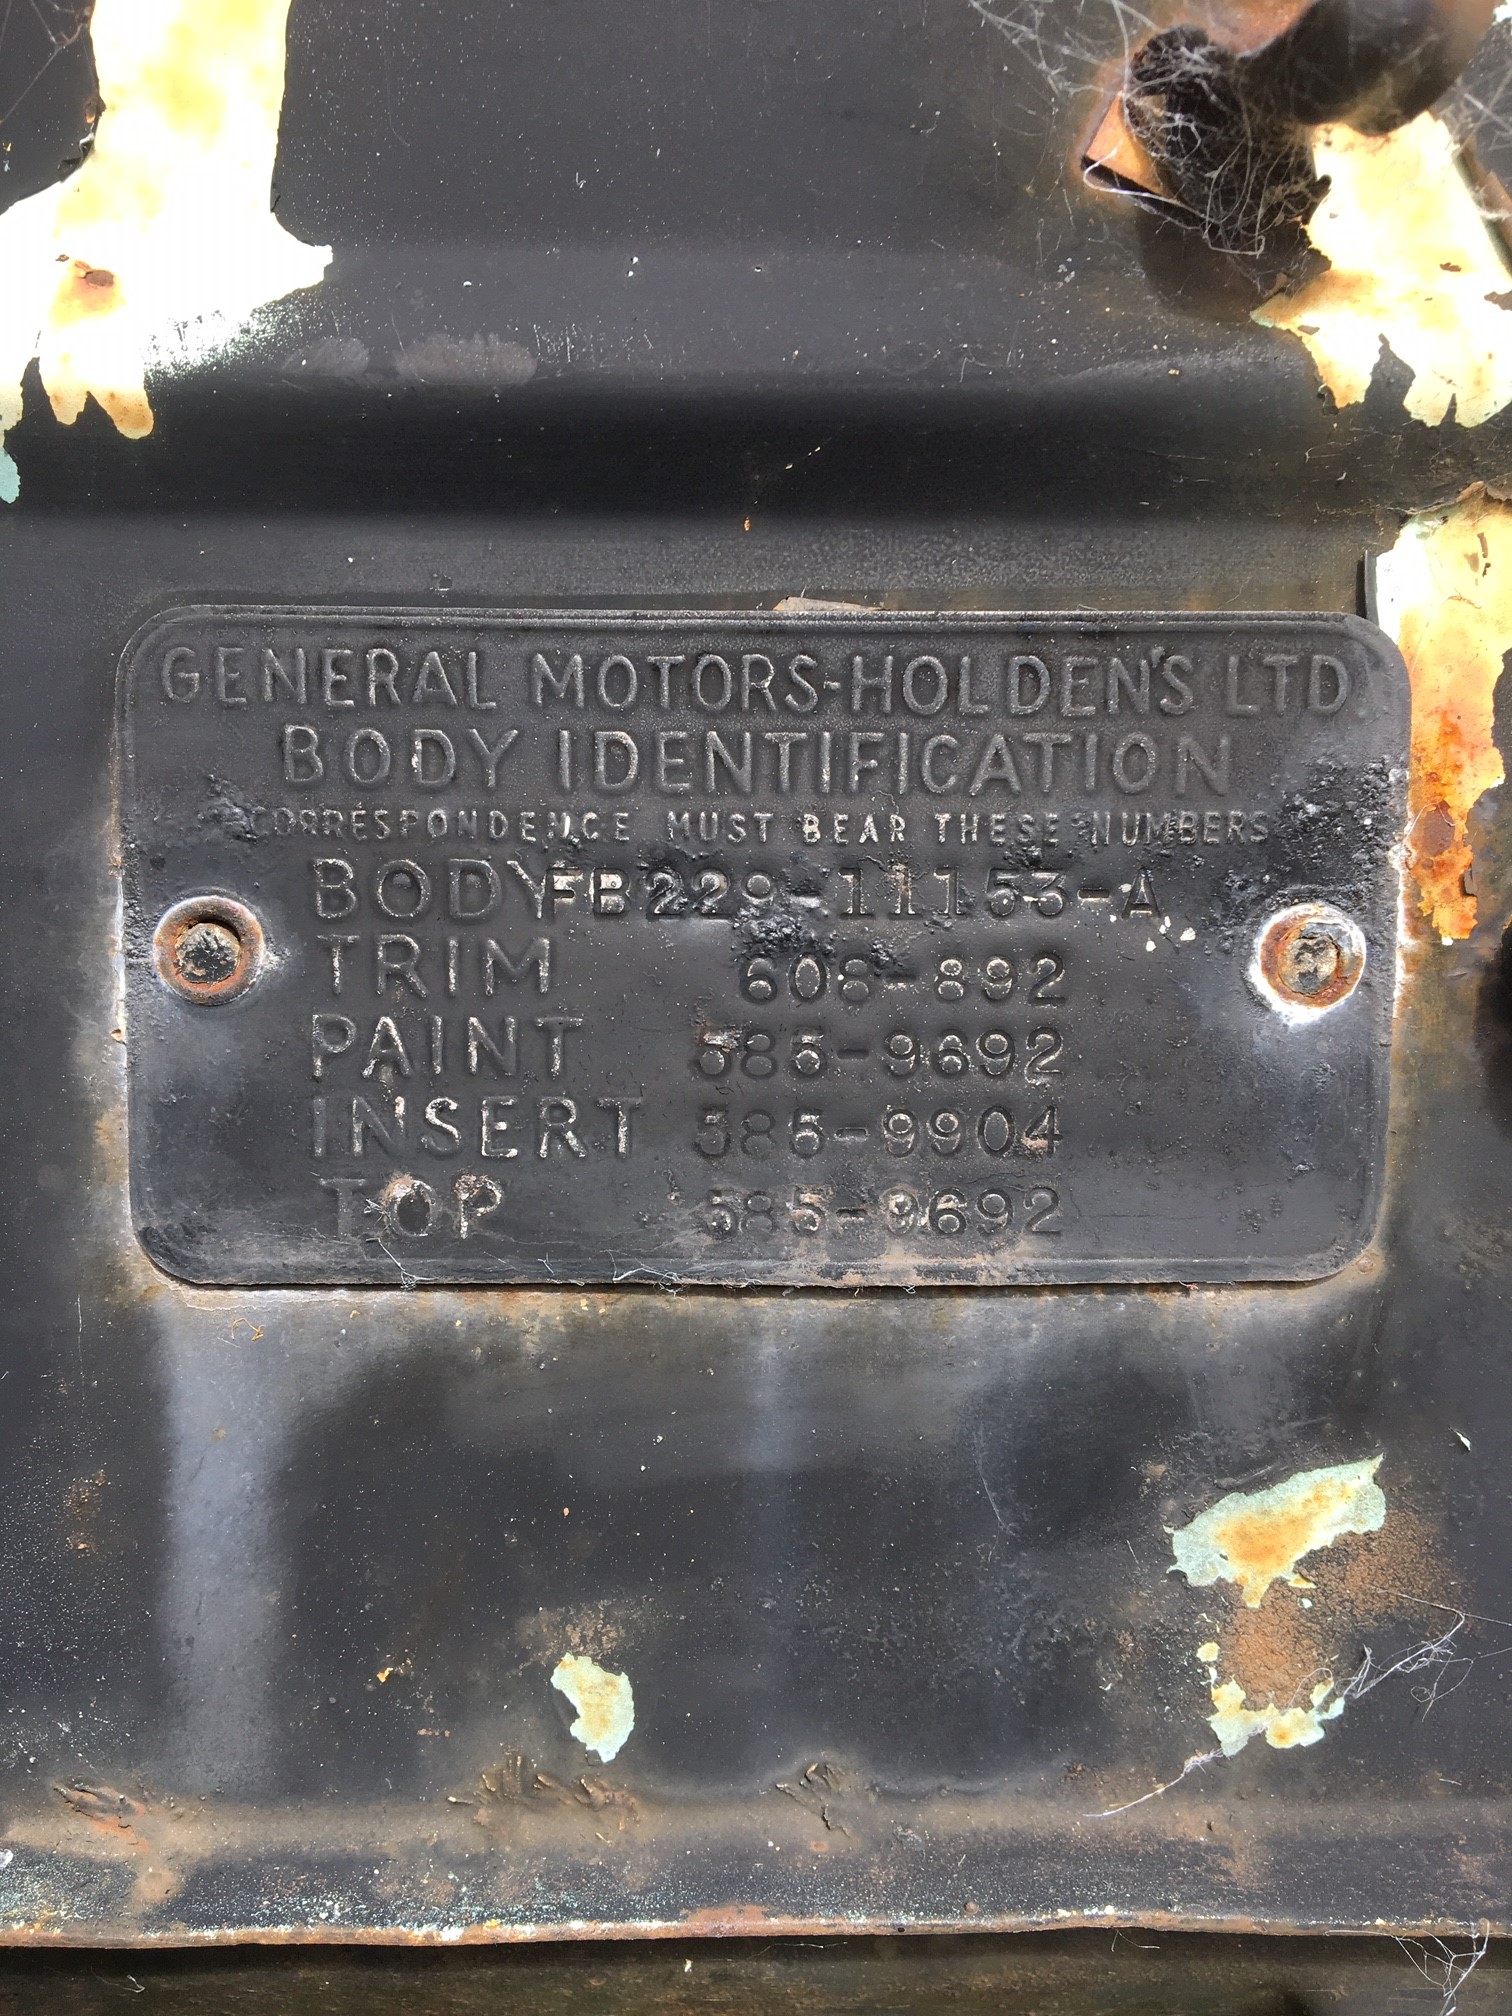 GENERAL MOTORS-HOLDEN'S LTD.
BODY IDENTIFICATION
CORRESPONDENCE MUST BEAR THESE NUMBERS
BODY FB229-11153-A
TRIM 608-892
PAINT 585-9692
INSERT 585-9904
TOP 585-9692